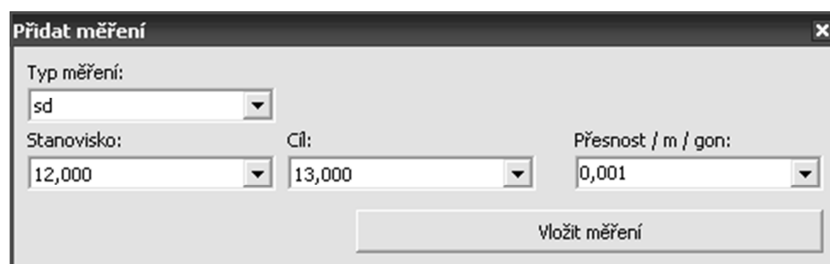 Přidat měření
Typ měření:
sd
Stanovisko: Cíl: Přesnost / m / gon:
12,000 13,000 0,001
Vložit měření